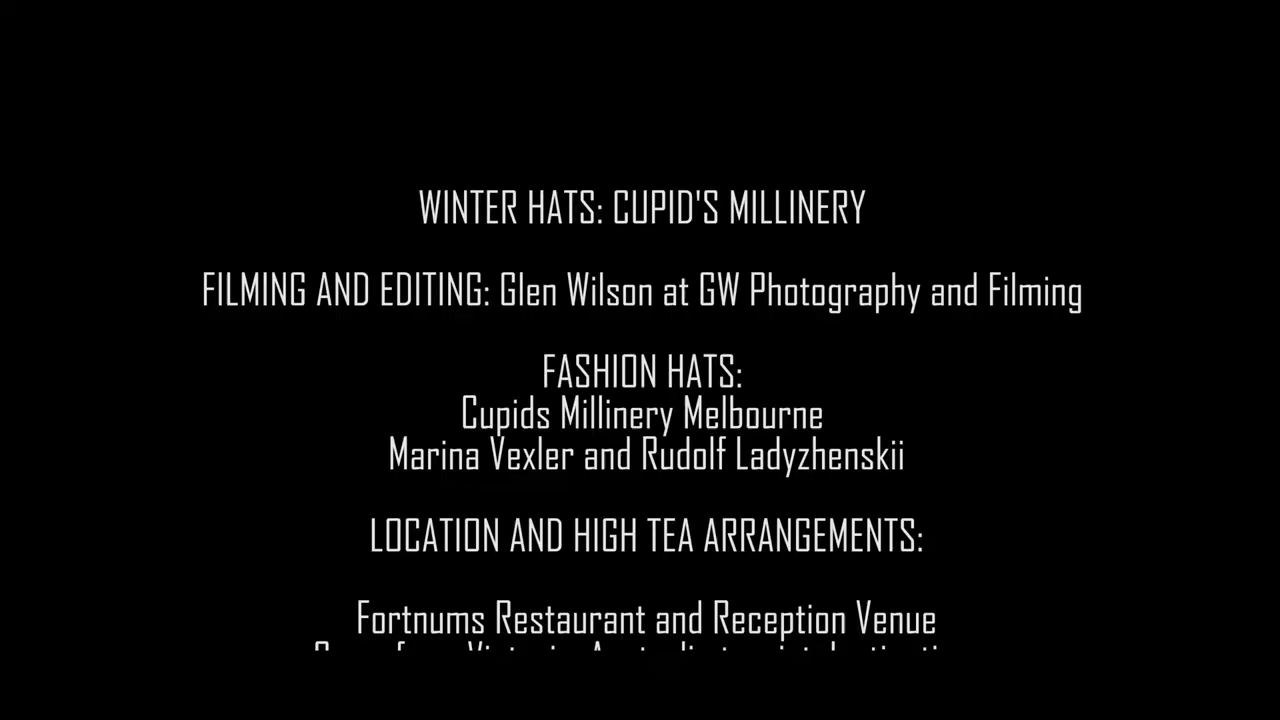 WINTER HATS: CUPID'S MILLINERY
FILMING AND EDITING: Glen Wilson at GW Photography and Filming
FASHION HATS:
Cupids Millinery Melbourne
Marina Vexler and Rudolf Ladyzhenskii
LOCATION AND HIGH TEA ARRANGEMENTS:
Fortnums Restaurant and Reception Venue